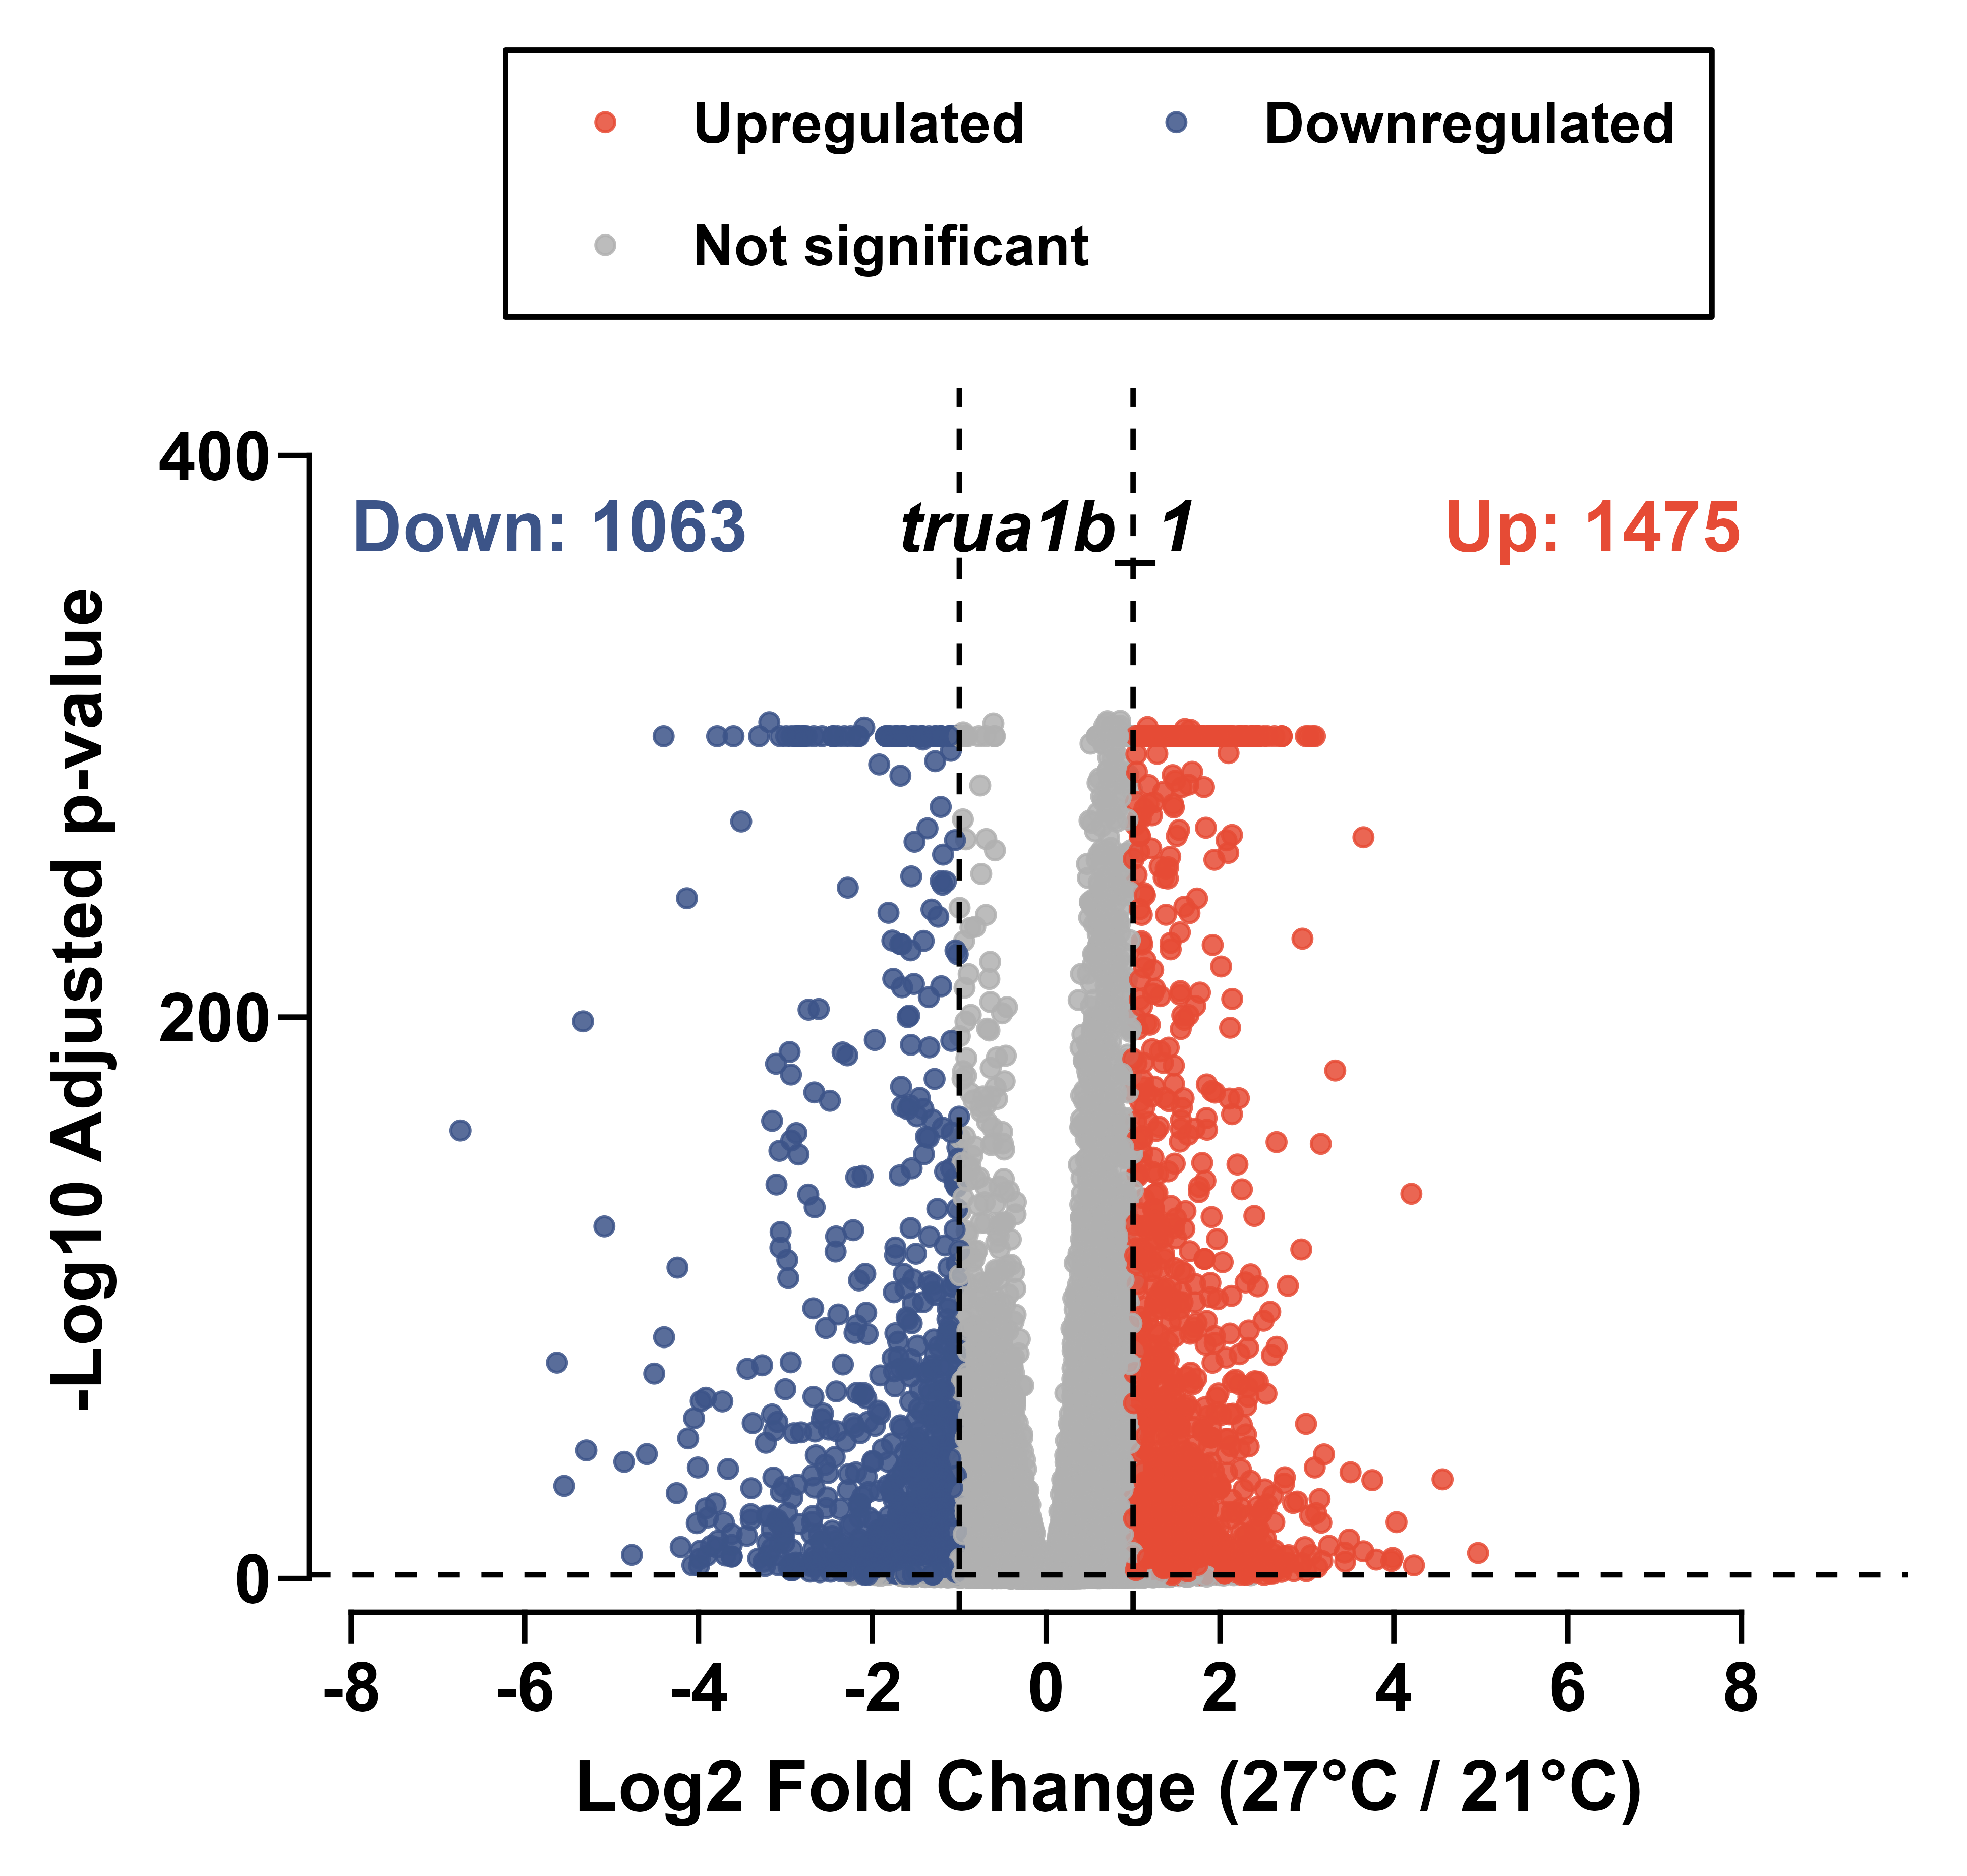 Upregulated Downregulated
Not significant
400
Down: 1063 trua1b_1 Up: 1475
-Log10 Adjusted p-value
200
0
-8 -6 -4 -2 0 2 4 6 8
Log2 Fold Change (27°C / 21°C)